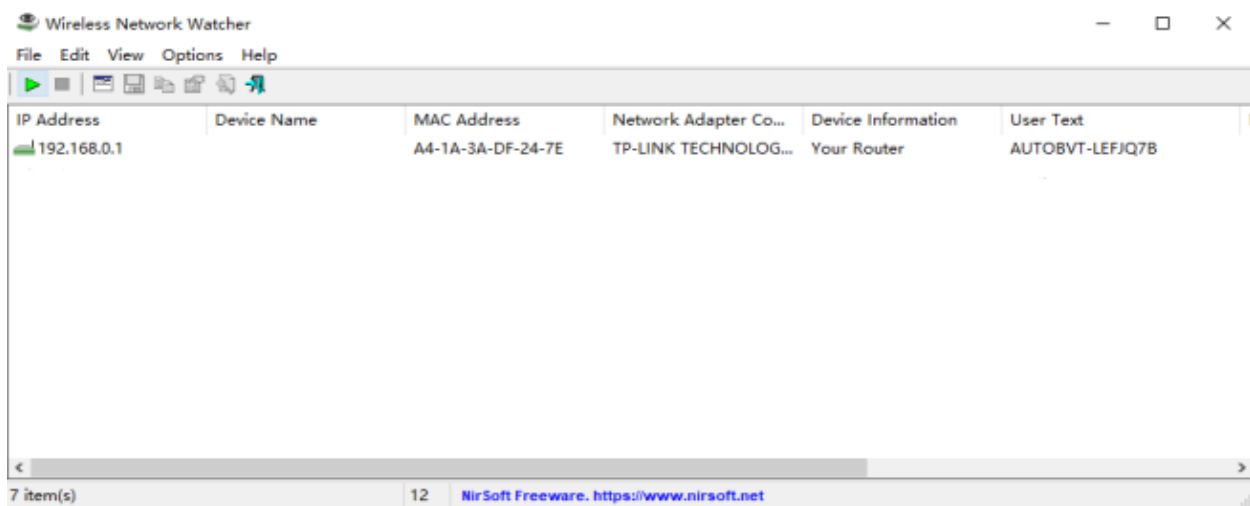 Wireless Network Watcher
File Edit View Options Help
IP Address Device Name MAC Address Network Adapter Co... Device Information User Text
192.168.0.1 A4-1A-3A-DF-24-7E TP-LINK TECHNOLOG... Your Router AUTOBVT-LEFJQ7B
7 item(s) 12 NirSoft Freeware. https://www.nirsoft.net